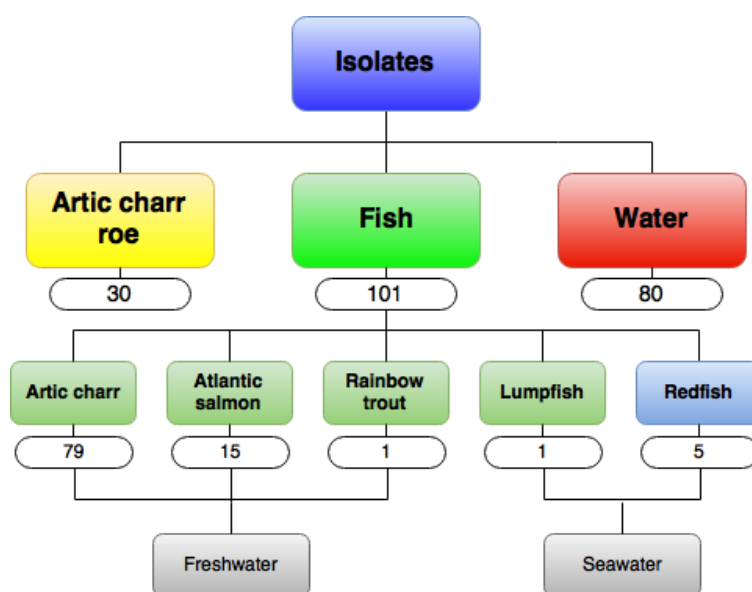 Isolates
Artic charr
roe
Fish
Water
30
101
80
Artic charr
Atlantic
salmon
Rainbow
trout
Lumpfish
Redfish
79
15
1
1
5
Freshwater
Seawater